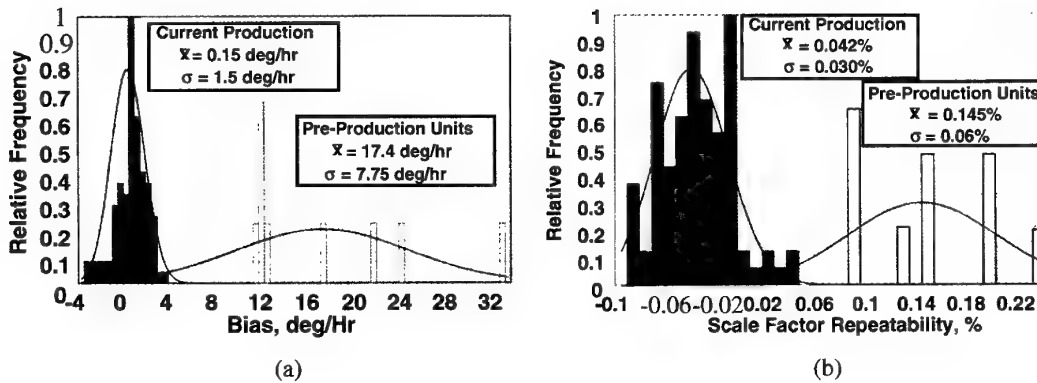 Relative Frequency
1
0.9
0.8
0.7
0.6
0.5
0.4
0.3
0.2
0.1
0
Current Production
x̄ = 0.15 deg/hr
σ = 1.5 deg/hr
Pre-Production Units
x̄ = 17.4 deg/hr
σ = 7.75 deg/hr
-4 0 4 8 12 16 20 24 28 32
Bias, deg/Hr
(a)
Relative Frequency
1
0.9
0.8
0.7
0.6
0.5
0.4
0.3
0.2
0.1
0
Current Production
x̄ = 0.042%
σ = 0.030%
Pre-Production Units
x̄ = 0.145%
σ = 0.06%
-0.1 -0.06 -0.02 0.02 0.06 0.1 0.14 0.18 0.22
Scale Factor Repeatability, %
(b)